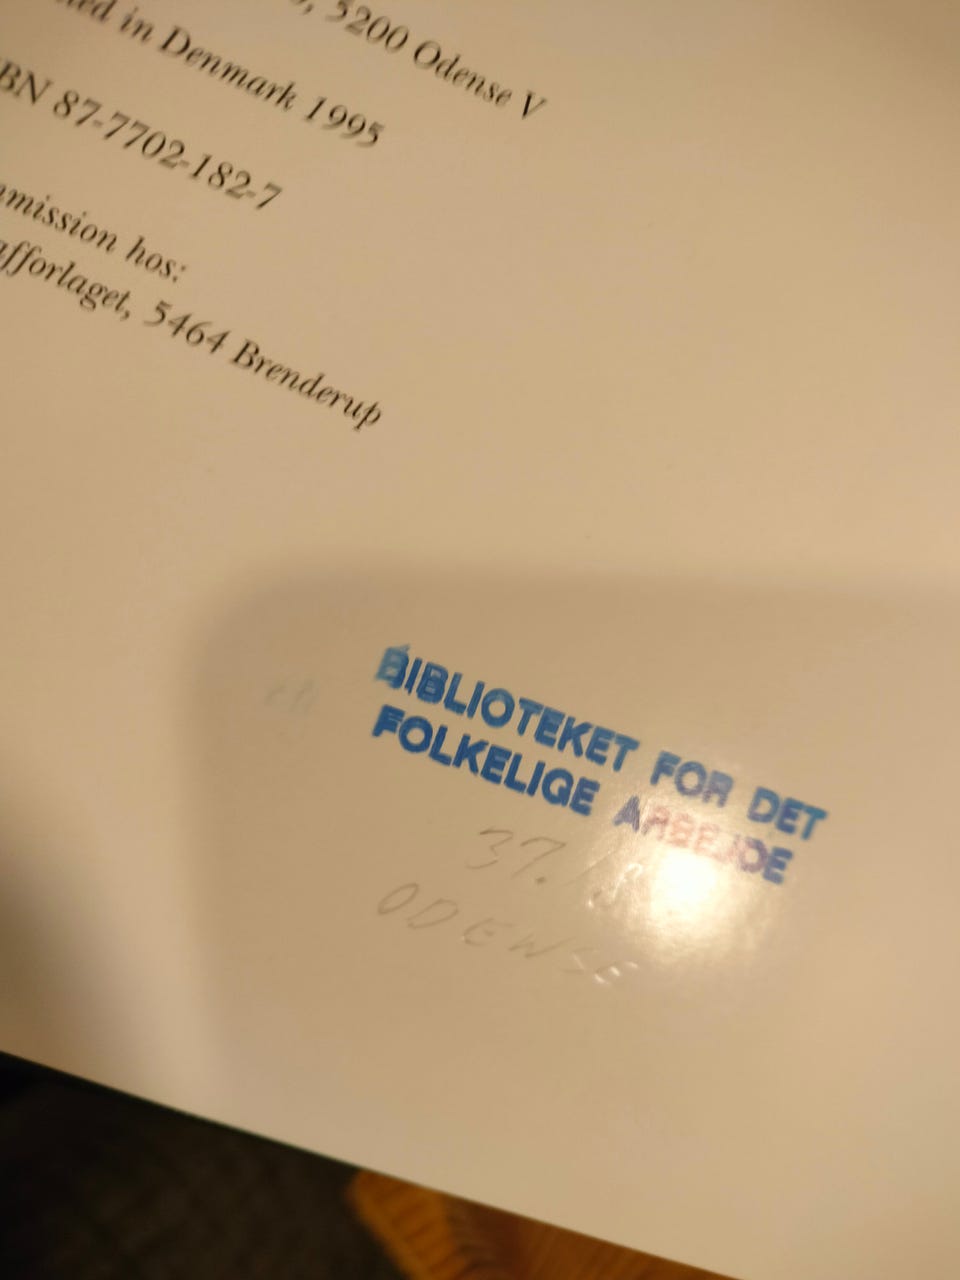 5200 Odense V
in Denmark 1995
87-7702-182-7
hos:
5464 Brenderup
BIBLIOTEKET FOR DET
FOLKELIGE ARBEJDE
ODENSE